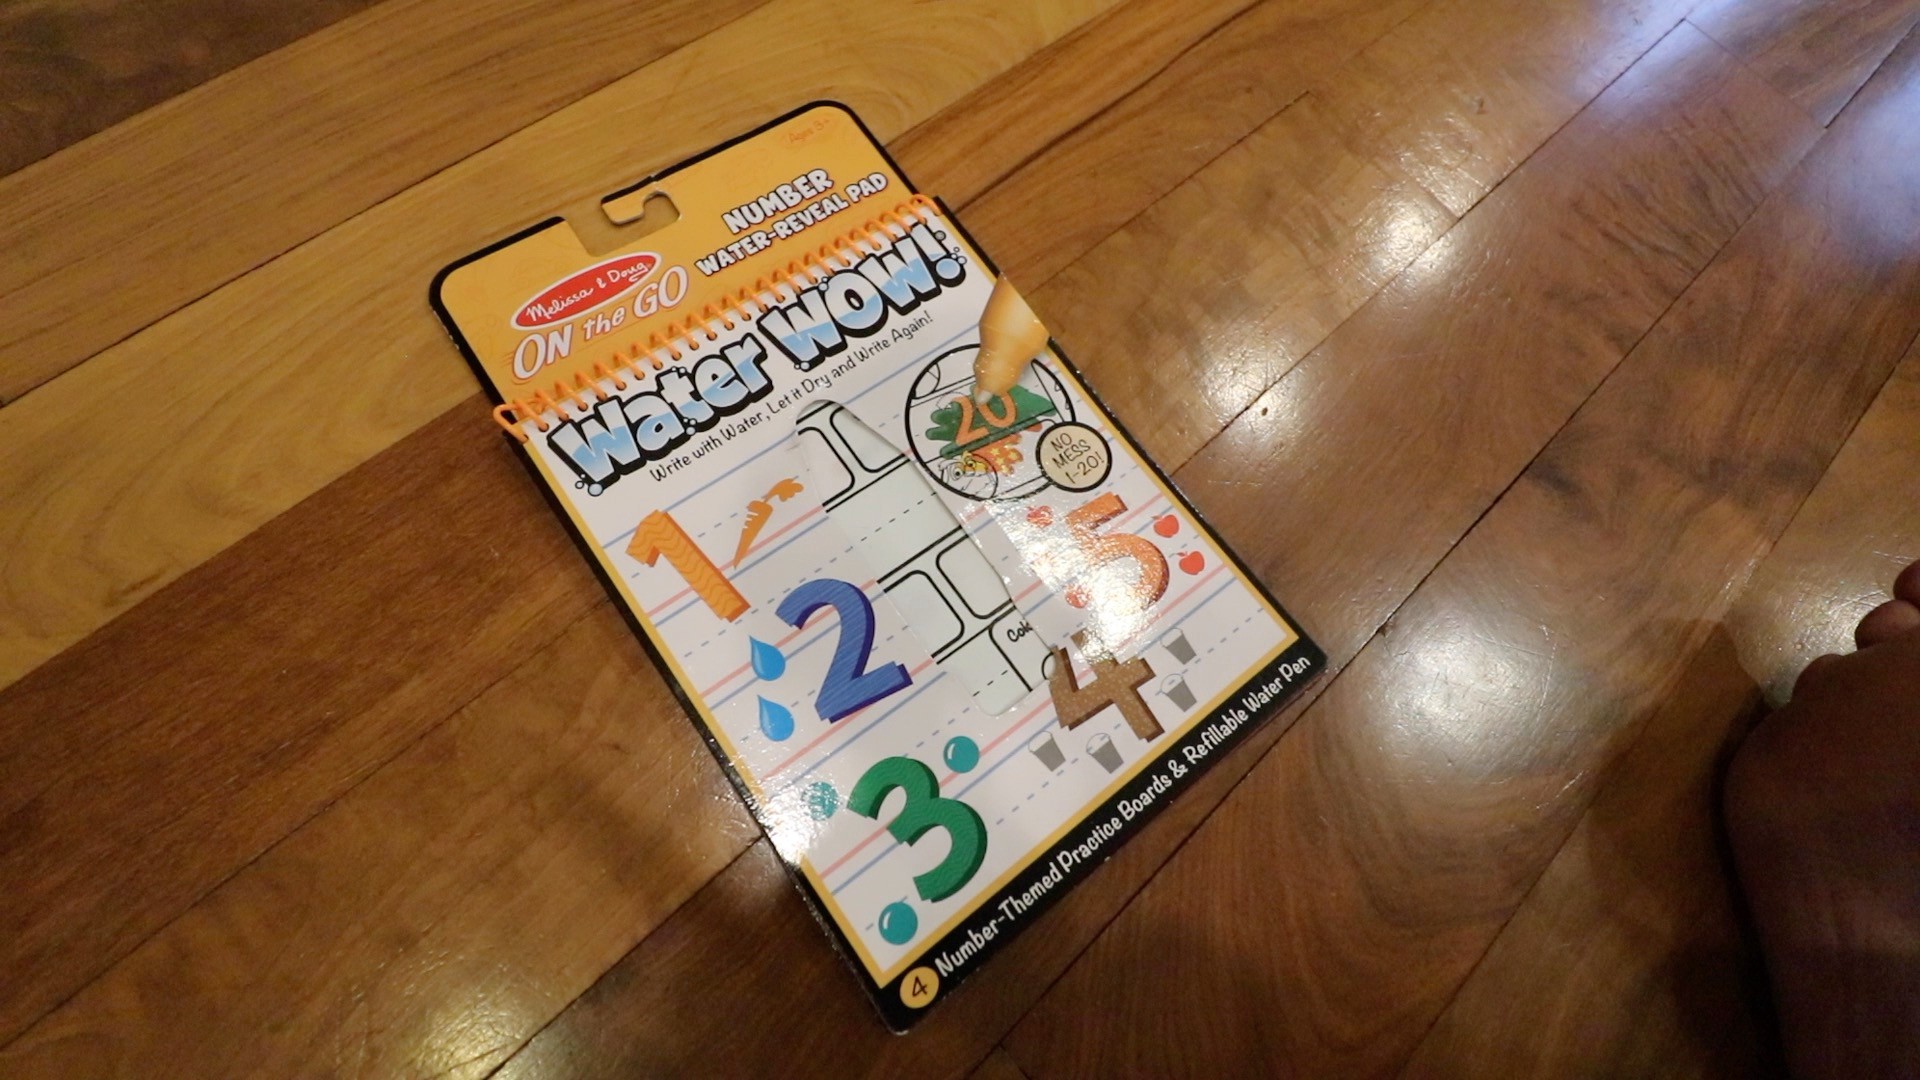 Ages 3+
NUMBER
WATER-REVEAL PAD
Melissa & Doug
ON the GO
Water WOW!
Write with Water, Let it Dry and Write Again!
20
NO
MESS
1-20!
1
2
3
4
5
4 Number-Themed Practice Boards & Refillable Water Pen